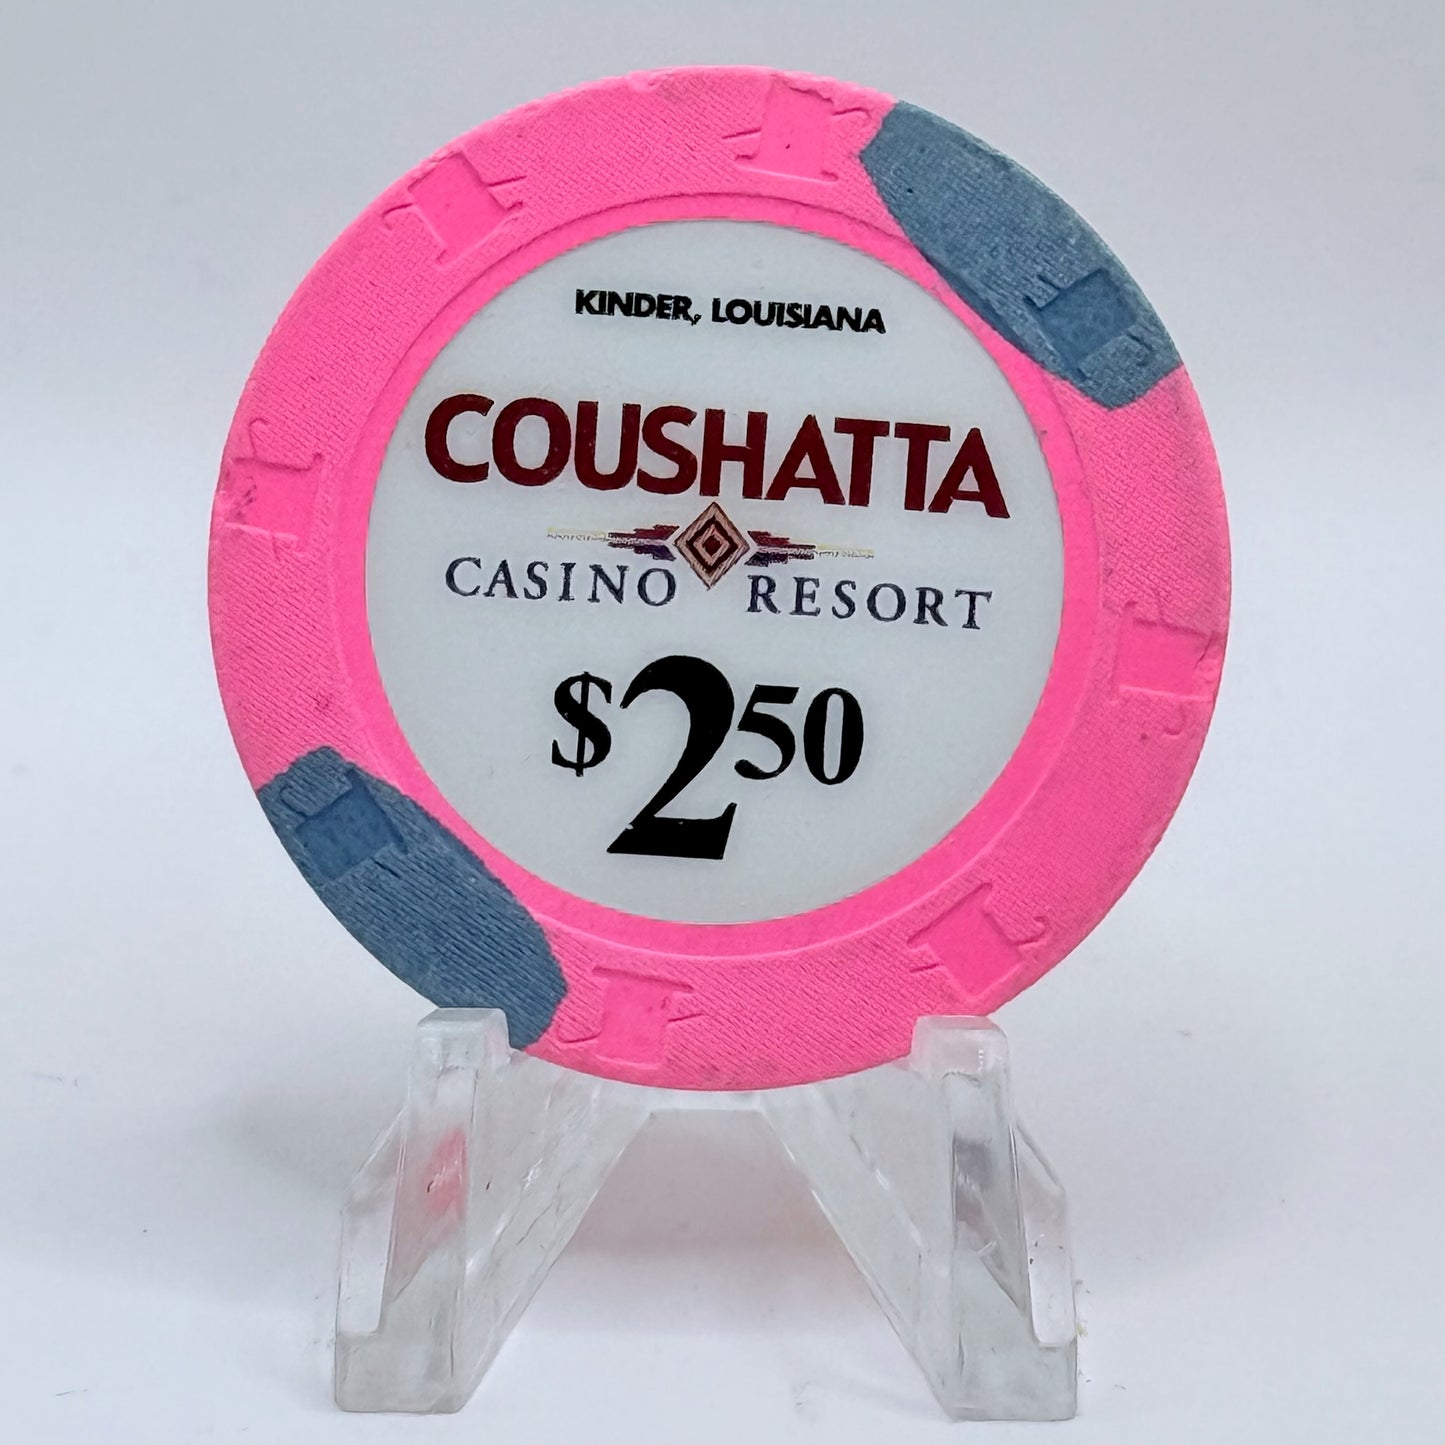 KINDER, LOUISIANA
COUSHATTA
CASINO RESORT
$2.50